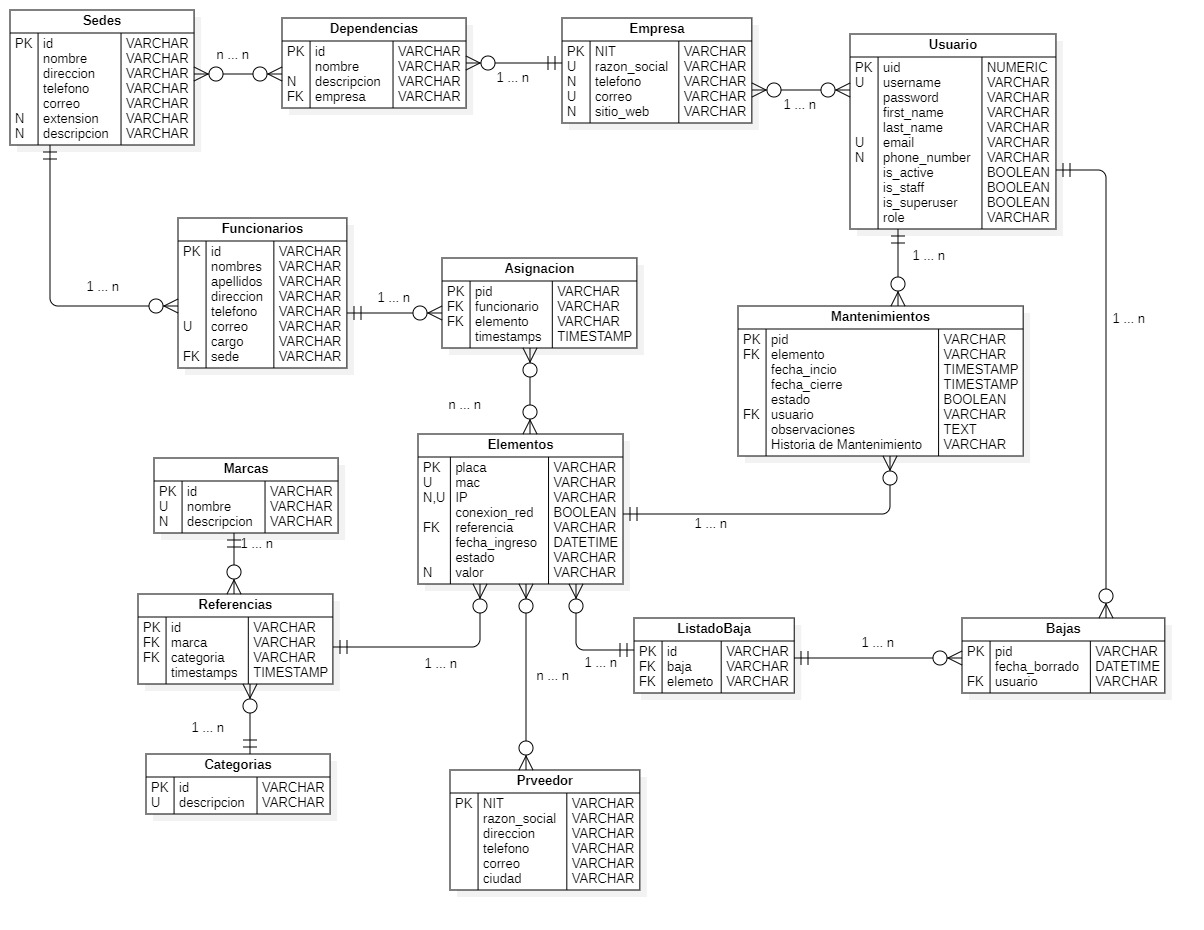 Sedes
PK id VARCHAR
nombre VARCHAR
direccion VARCHAR
telefono VARCHAR
correo VARCHAR
N extension VARCHAR
N descripcion VARCHAR
n ... n
Dependencias
PK id VARCHAR
nombre VARCHAR
N descripcion VARCHAR
FK empresa VARCHAR
1 ... n
Empresa
PK NIT VARCHAR
U razon_social VARCHAR
N telefono VARCHAR
U correo VARCHAR
N sitio_web VARCHAR
1 ... n
Usuario
PK uid NUMERIC
U username VARCHAR
password VARCHAR
first_name VARCHAR
last_name VARCHAR
U email VARCHAR
N phone_number VARCHAR
is_active BOOLEAN
is_staff BOOLEAN
is_superuser BOOLEAN
role VARCHAR
1 ... n
1 ... n
1 ... n
Funcionarios
PK id VARCHAR
nombres VARCHAR
apellidos VARCHAR
direccion VARCHAR
telefono VARCHAR
U correo VARCHAR
cargo VARCHAR
FK sede VARCHAR
1 ... n
Asignacion
PK pid VARCHAR
FK funcionario VARCHAR
FK elemento VARCHAR
timestamps TIMESTAMP
n ... n
Mantenimientos
PK pid VARCHAR
FK elemento VARCHAR
fecha_incio TIMESTAMP
fecha_cierre TIMESTAMP
estado BOOLEAN
FK usuario VARCHAR
observaciones TEXT
Historia de Mantenimiento VARCHAR
1 ... n
Elementos
PK placa VARCHAR
U mac VARCHAR
N,U IP VARCHAR
conexion_red BOOLEAN
FK referencia VARCHAR
fecha_ingreso DATETIME
estado VARCHAR
N valor VARCHAR
Marcas
PK id VARCHAR
U nombre VARCHAR
N descripcion VARCHAR
1 ... n
Referencias
PK id VARCHAR
FK marca VARCHAR
FK categoria VARCHAR
timestamps TIMESTAMP
1 ... n
1 ... n
n ... n
1 ... n
ListadoBaja
PK id VARCHAR
FK baja VARCHAR
FK elemeto VARCHAR
1 ... n
Bajas
PK pid VARCHAR
fecha_borrado DATETIME
FK usuario VARCHAR
Categorias
PK id VARCHAR
U descripcion VARCHAR
Prveedor
PK NIT VARCHAR
razon_social VARCHAR
direccion VARCHAR
telefono VARCHAR
correo VARCHAR
ciudad VARCHAR